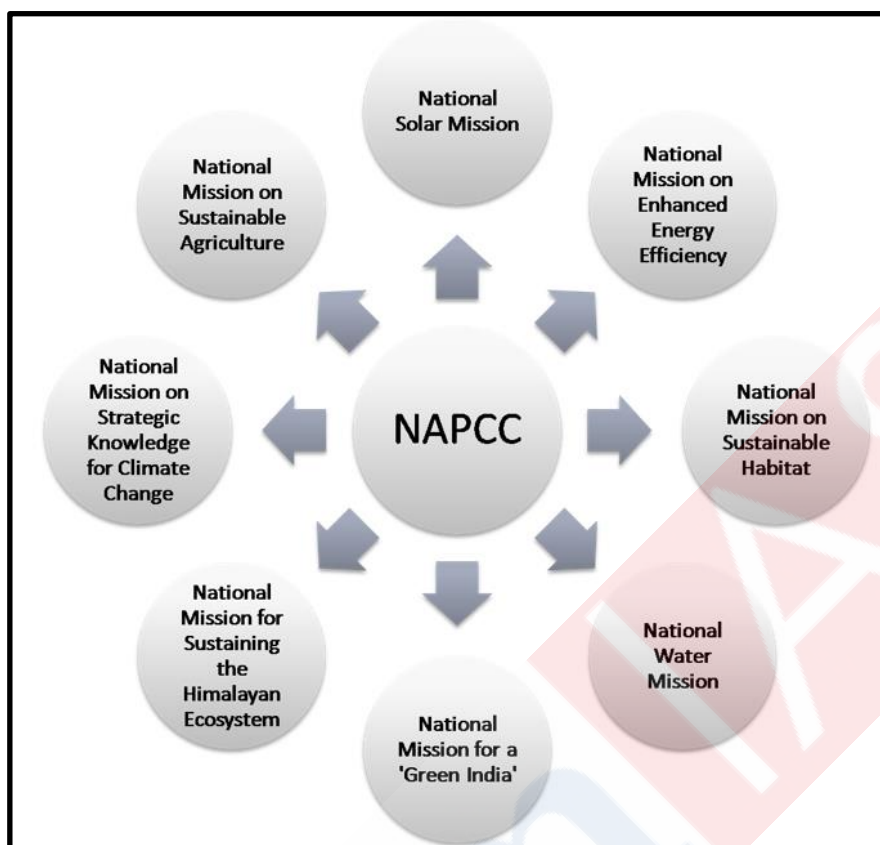 National
Solar Mission
National
Mission on
Enhanced
Energy
Efficiency
National
Mission on
Sustainable
Habitat
National
Water
Mission
National
Mission for a
'Green India'
National
Mission for
Sustaining
the
Himalayan
Ecosystem
National
Mission on
Strategic
Knowledge
for Climate
Change
National
Mission on
Sustainable
Agriculture
NAPCC